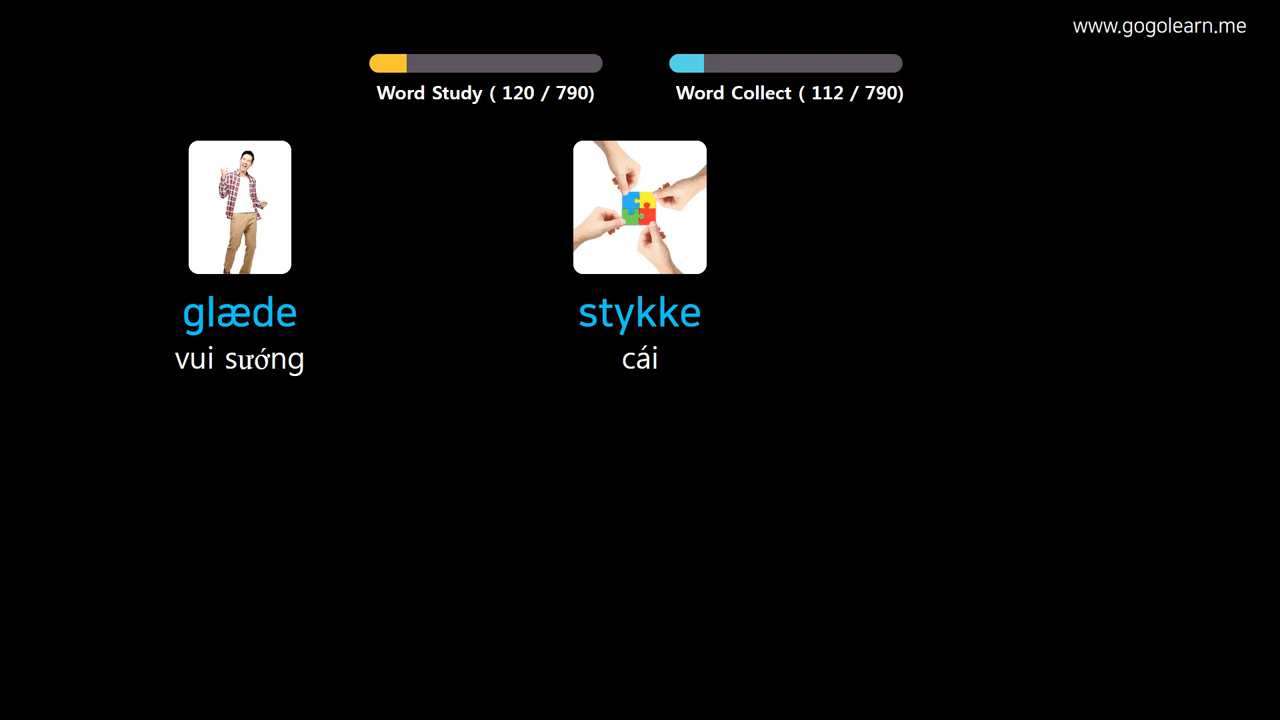 www.gogolearn.me
Word Study ( 120 / 790)
Word Collect ( 112 / 790)
glæde
stykke
vui sướng
cái